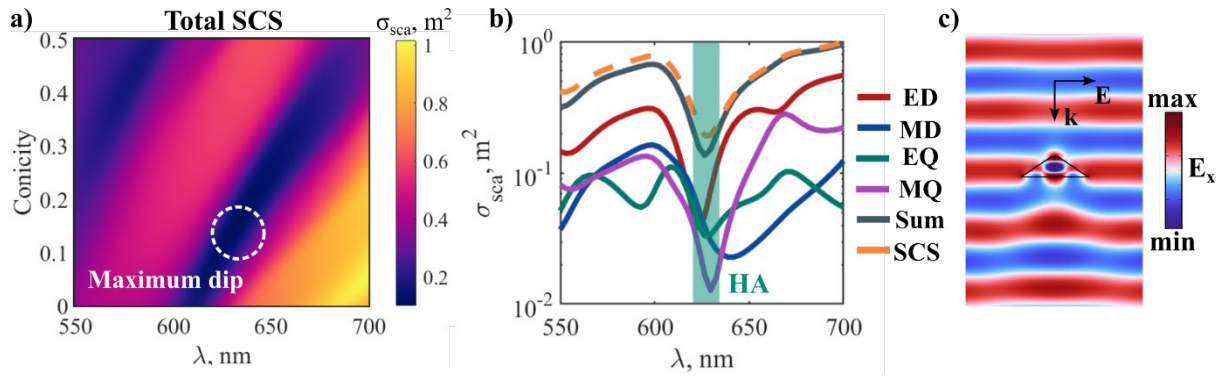 a)
Total SCS
σsca, m²
Conicity
0.5
0.4
0.3
0.2
0.1
0
Maximum dip
550
600
650
700
λ, nm
1
0.8
0.6
0.4
0.2
b)
σsca, m²
10⁰
10⁻¹
10⁻²
HA
550
600
650
700
λ, nm
ED
MD
EQ
MQ
Sum
SCS
c)
E
k
max
Ex
min